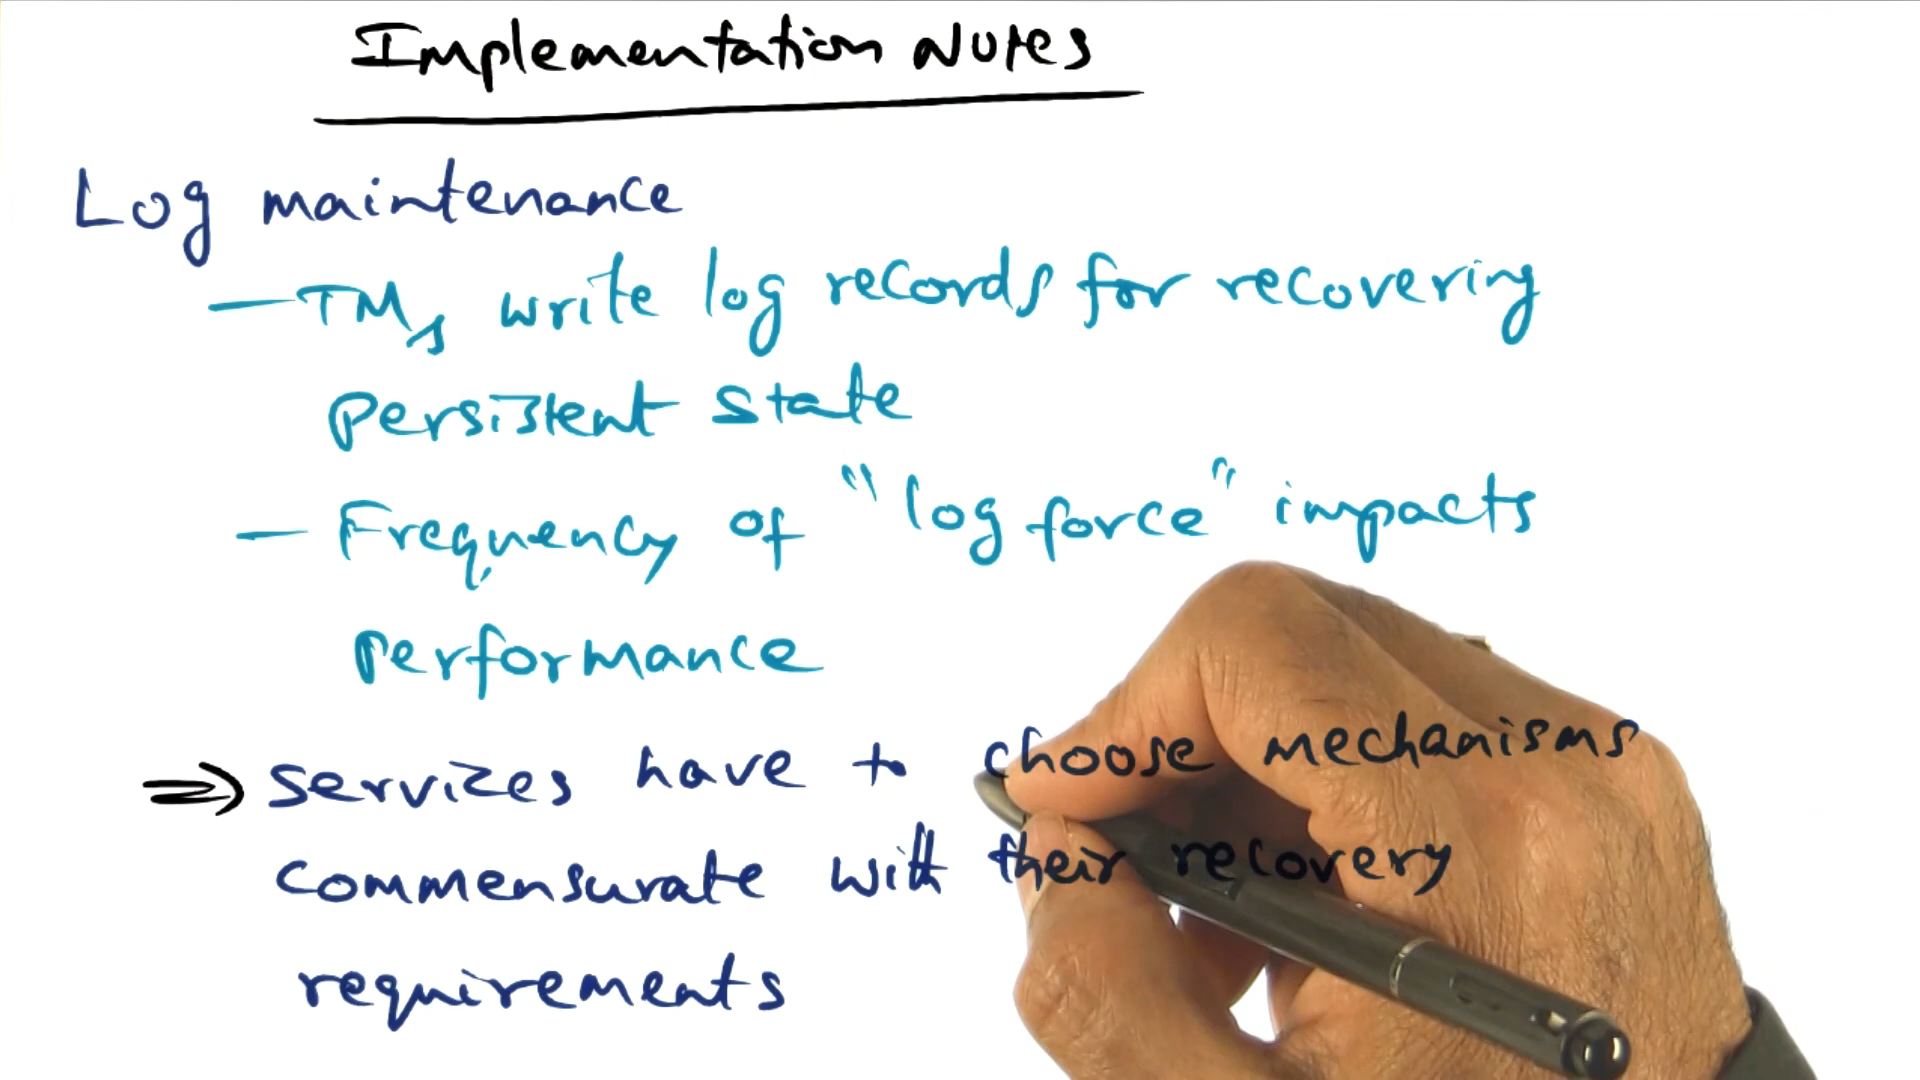 Implementation Notes
Log maintenance
- TMs write log records for recovering
persistent state
- Frequency of "log force" impacts
performance
⇒ Services have to choose mechanisms
commensurate with their recovery
requirements